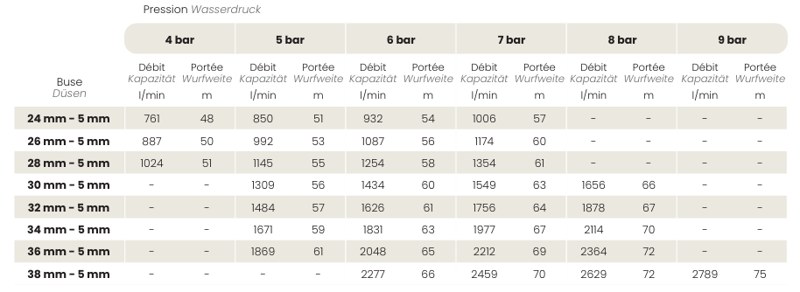 Pression Wasserdruck
4 bar 5 bar 6 bar 7 bar 8 bar 9 bar
Buse Débit Portée Débit Portée Débit Portée Débit Portée Débit Portée Débit Portée
Düsen Kapazität Wurfweite Kapazität Wurfweite Kapazität Wurfweite Kapazität Wurfweite Kapazität Wurfweite Kapazität Wurfweite
l/min m l/min m l/min m l/min m l/min m l/min m
24 mm - 5 mm 761 48 850 51 932 54 1006 57 - - - -
26 mm - 5 mm 887 50 992 53 1087 56 1174 60 - - - -
28 mm - 5 mm 1024 51 1145 55 1254 58 1354 61 - - - -
30 mm - 5 mm - - 1309 56 1434 60 1549 63 1656 66 - -
32 mm - 5 mm - - 1484 57 1626 61 1756 64 1878 67 - -
34 mm - 5 mm - - 1671 59 1831 63 1977 67 2114 70 - -
36 mm - 5 mm - - 1869 61 2048 65 2212 69 2364 72 - -
38 mm - 5 mm - - - - 2277 66 2459 70 2629 72 2789 75